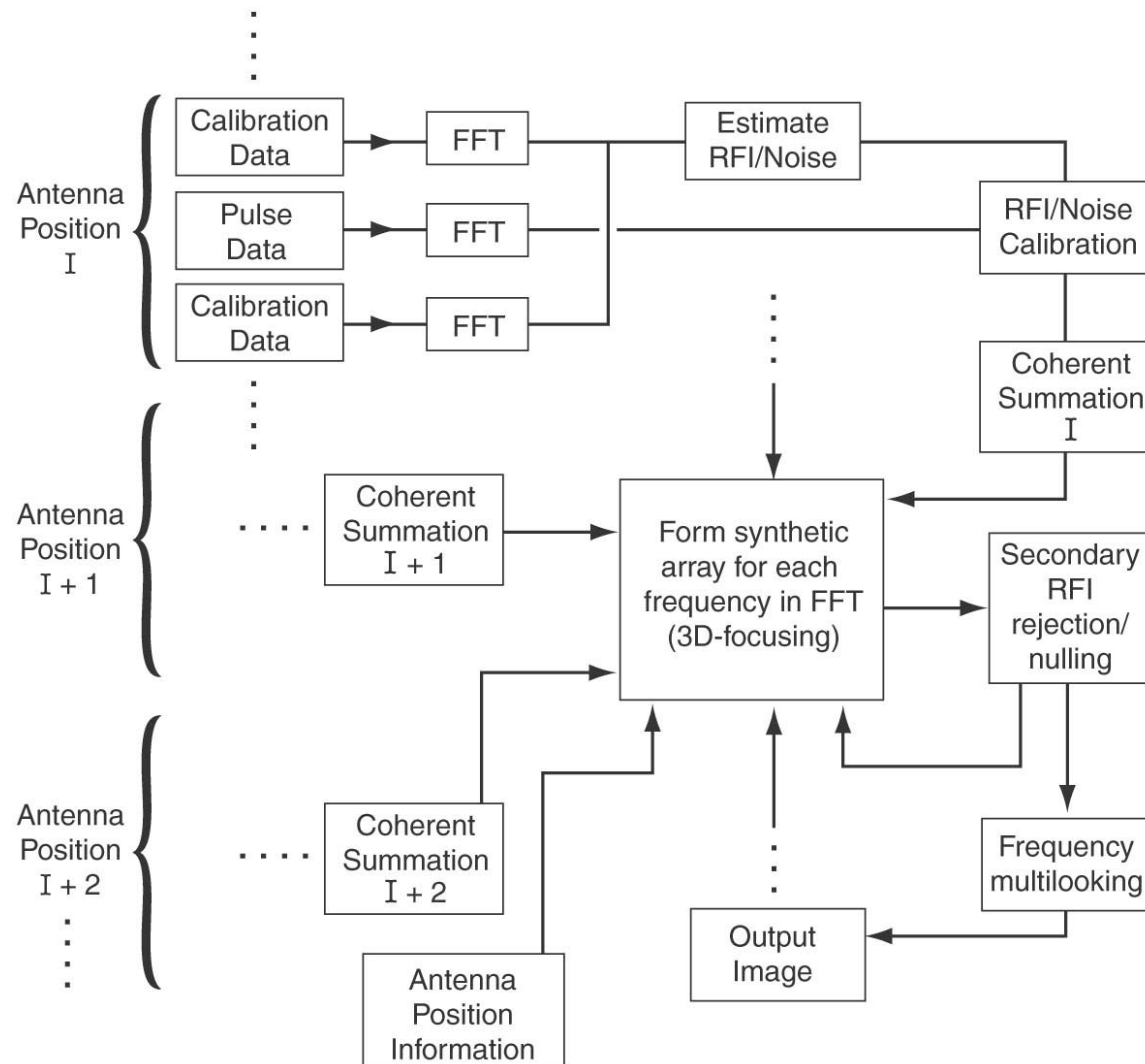 Antenna
Position
I
Calibration
Data
FFT
Pulse
Data
FFT
Calibration
Data
FFT
Estimate
RFI/Noise
RFI/Noise
Calibration
Coherent
Summation
I
Antenna
Position
I + 1
Coherent
Summation
I + 1
Form synthetic
array for each
frequency in FFT
(3D-focusing)
Secondary
RFI
rejection/
nulling
Antenna
Position
I + 2
Coherent
Summation
I + 2
Frequency
multilooking
Output
Image
Antenna
Position
Information